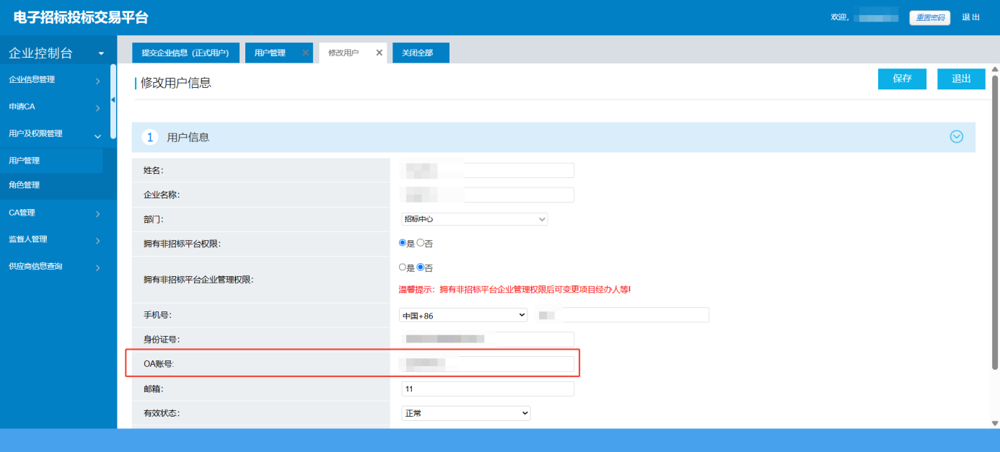 电子招标投标交易平台
欢迎,
重置密码
退出
企业控制台
提交企业信息（正式用户）
用户管理
修改用户
关闭全部
企业信息管理
申请CA
用户及权限管理
用户管理
角色管理
CA管理
监督人管理
供应商信息查询
修改用户信息
保存
退出
1 用户信息
姓名:
企业名称:
部门: 招标中心
拥有非招标平台权限: 是 否
拥有非招标平台企业管理权限: 是 否
温馨提示：拥有非招标平台企业管理权限后可变更项目经办人等!
手机号: 中国+86
身份证号:
OA账号:
邮箱: 11
有效状态: 正常